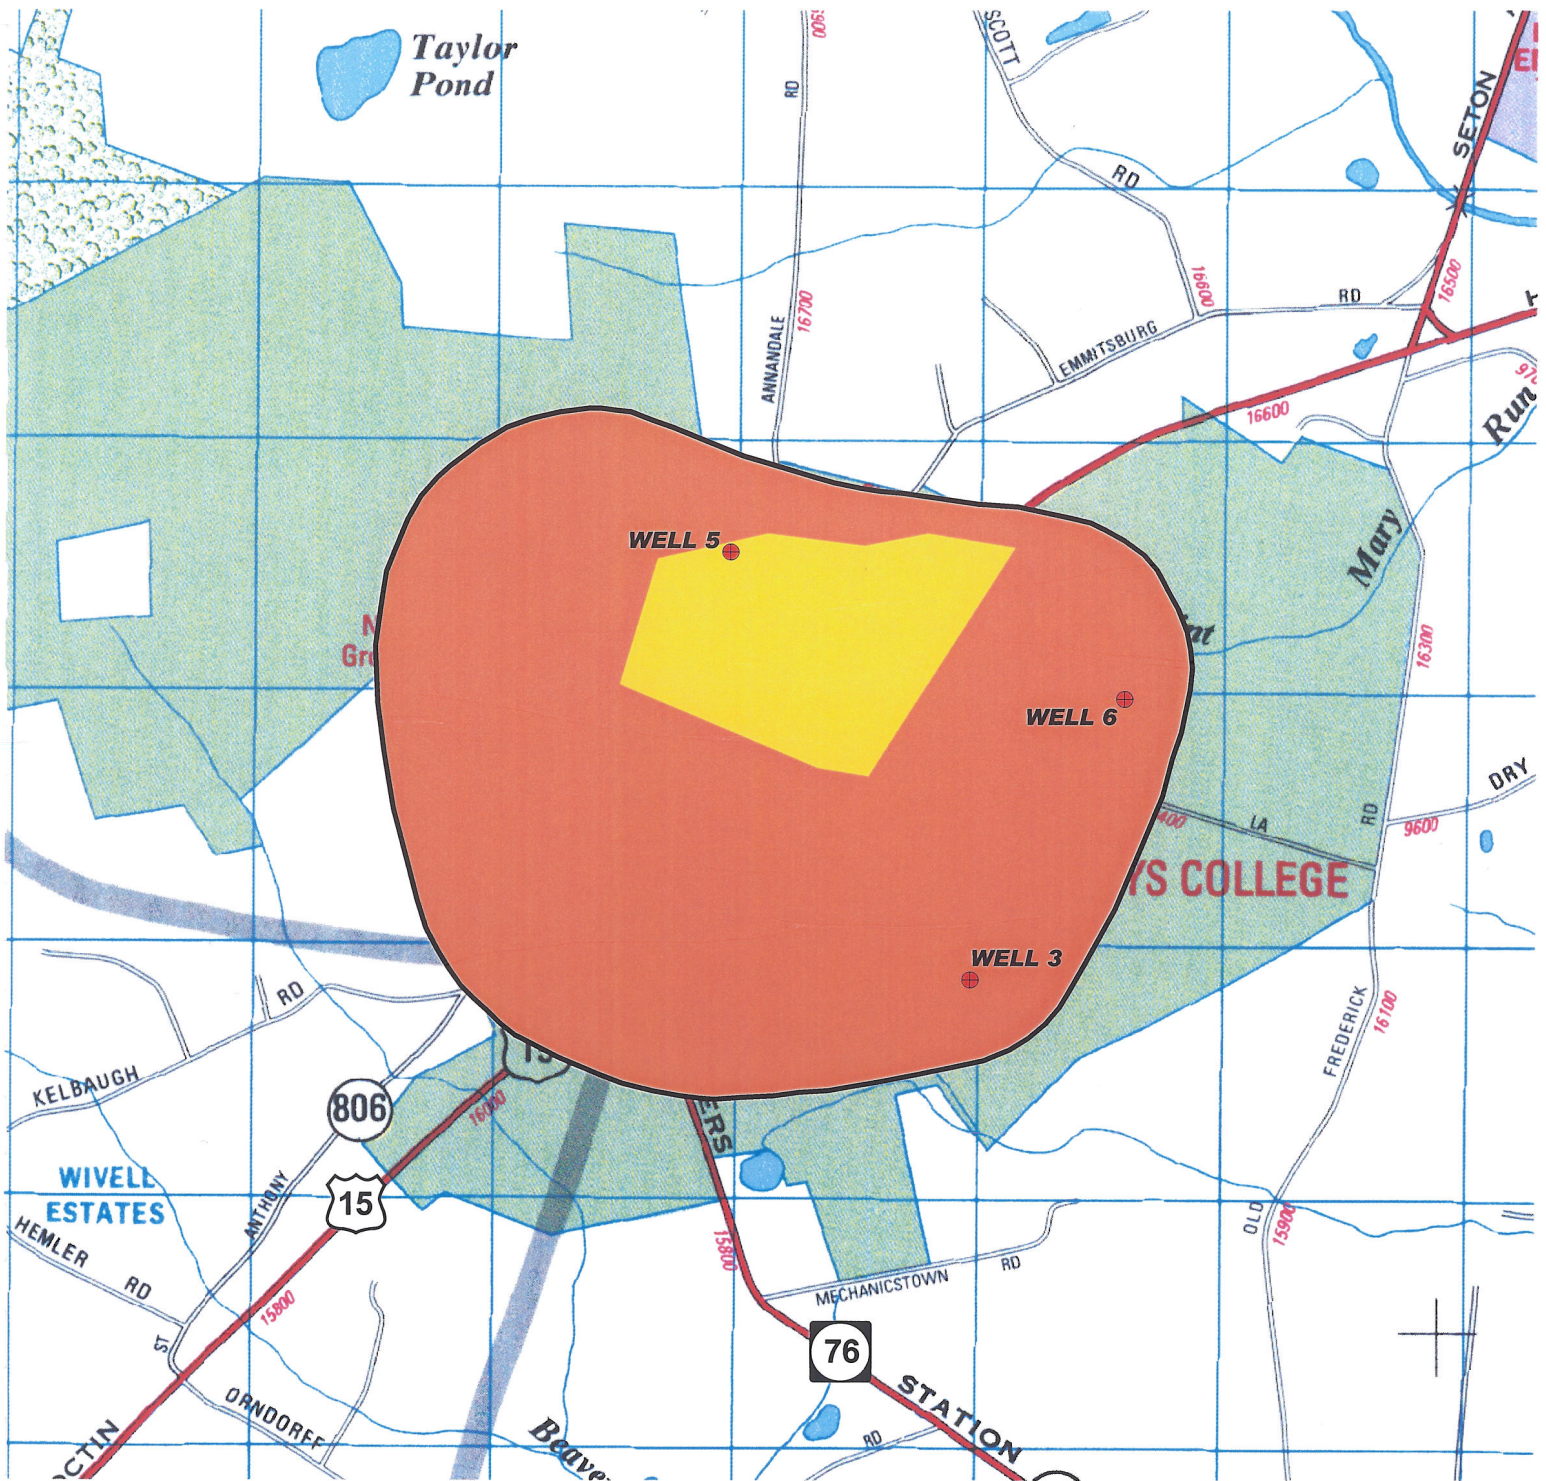 Taylor
Pond
RD
SCOTT
SETON
RD
16600
RD
16500
16700
ANNANDALE
EMMITSBURG
16600
Run
Mary
WELL 5
16300
WELL 6
DRY
LA
RD
9600
YS COLLEGE
WELL 3
RD
FREDERICK
16100
KELBAUGH
806
16000
ERS
WIVELL
ESTATES
15
ANTHONY
HEMLER
RD
OLD
15900
15800
MECHANICSTOWN
RD
15800
ST
76
ORNDORFF
STATION
RD
OCTIN